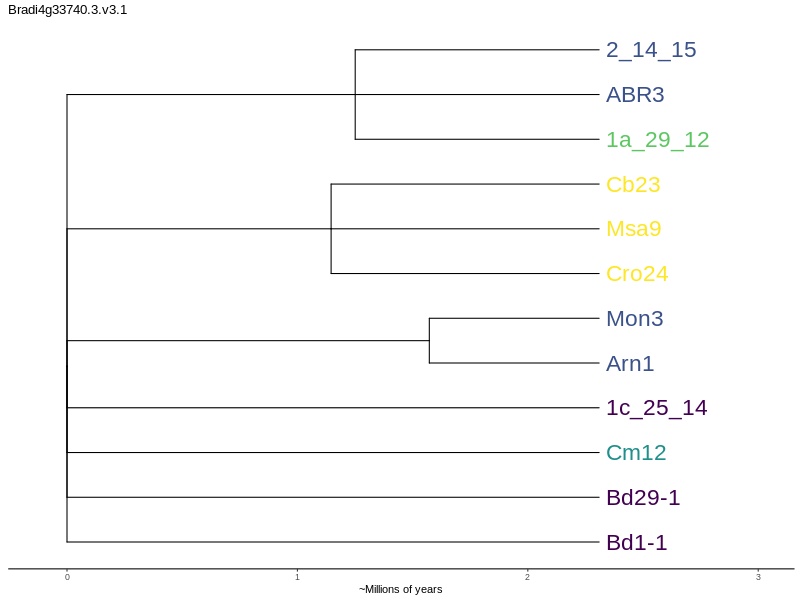 Bradi4g33740.3.v3.1
2_14_15
ABR3
1a_29_12
Cb23
Msa9
Cro24
Mon3
Arn1
1c_25_14
Cm12
Bd29-1
Bd1-1
0 1 2 3
~Millions of years